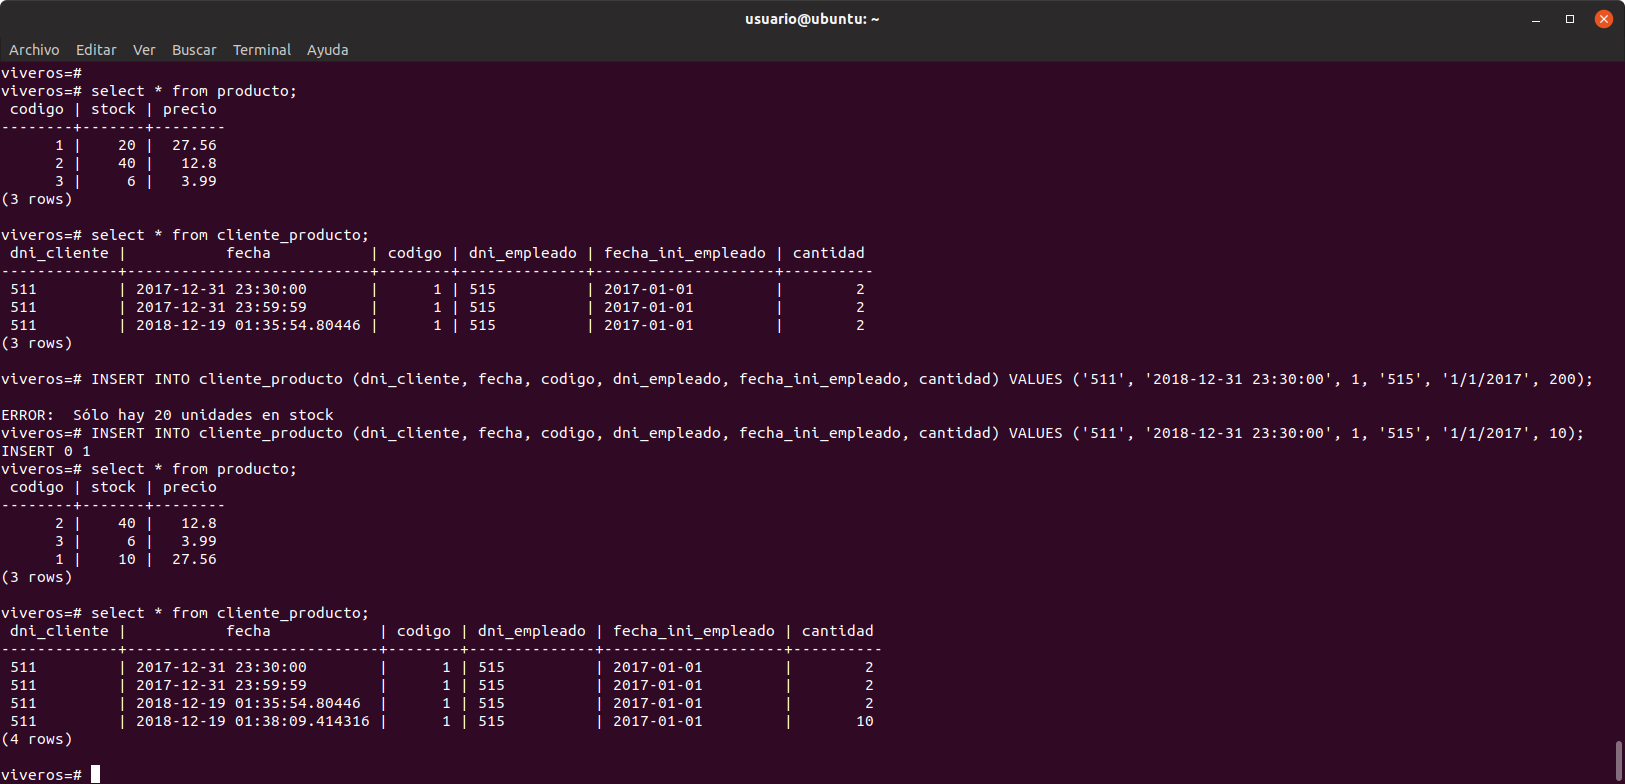 usuario@ubuntu: ~
Archivo Editar Ver Buscar Terminal Ayuda
viveros=#
viveros=# select * from producto;
 codigo | stock | precio
--------+-------+--------
      1 |    20 |  27.56
      2 |    40 |   12.8
      3 |     6 |   3.99
(3 rows)

viveros=# select * from cliente_producto;
 dni_cliente |           fecha           | codigo | dni_empleado | fecha_ini_empleado | cantidad
-------------+---------------------------+--------+--------------+--------------------+----------
 511         | 2017-12-31 23:30:00       |      1 | 515          | 2017-01-01         |        2
 511         | 2017-12-31 23:59:59       |      1 | 515          | 2017-01-01         |        2
 511         | 2018-12-19 01:35:54.80446 |      1 | 515          | 2017-01-01         |        2
(3 rows)

viveros=# INSERT INTO cliente_producto (dni_cliente, fecha, codigo, dni_empleado, fecha_ini_empleado, cantidad) VALUES ('511', '2018-12-31 23:30:00', 1, '515', '1/1/2017', 200);

ERROR:  Sólo hay 20 unidades en stock
viveros=# INSERT INTO cliente_producto (dni_cliente, fecha, codigo, dni_empleado, fecha_ini_empleado, cantidad) VALUES ('511', '2018-12-31 23:30:00', 1, '515', '1/1/2017', 10);
INSERT 0 1
viveros=# select * from producto;
 codigo | stock | precio
--------+-------+--------
      2 |    40 |   12.8
      3 |     6 |   3.99
      1 |    10 |  27.56
(3 rows)

viveros=# select * from cliente_producto;
 dni_cliente |           fecha            | codigo | dni_empleado | fecha_ini_empleado | cantidad
-------------+----------------------------+--------+--------------+--------------------+----------
 511         | 2017-12-31 23:30:00        |      1 | 515          | 2017-01-01         |        2
 511         | 2017-12-31 23:59:59        |      1 | 515          | 2017-01-01         |        2
 511         | 2018-12-19 01:35:54.80446  |      1 | 515          | 2017-01-01         |        2
 511         | 2018-12-19 01:38:09.414316 |      1 | 515          | 2017-01-01         |       10
(4 rows)

viveros=#